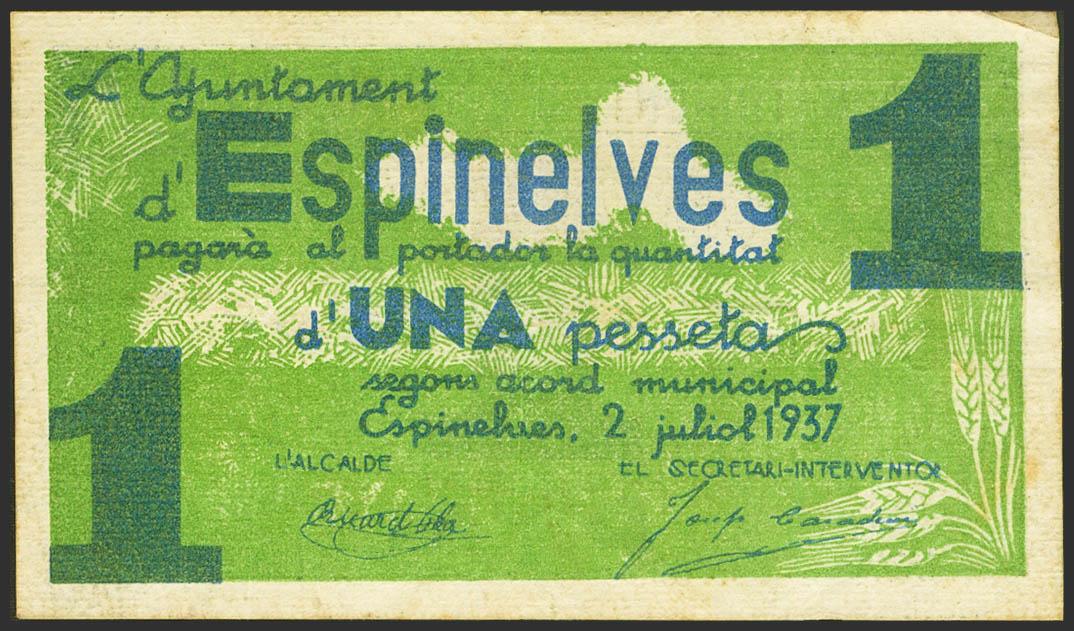 L'Ajuntament
1
d'Espinelves
pagarà al portador la quantitat
d'UNA pesseta
1
segons acord municipal
Espinelves, 2 juliol 1937
L'ALCALDE
EL SECRETARI-INTERVENTOR
Josep